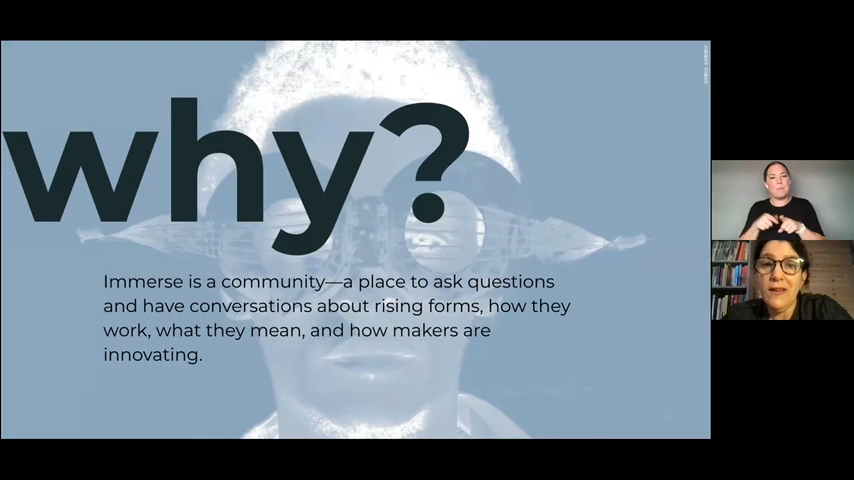 why?
Immerse is a community—a place to ask questions
and have conversations about rising forms, how they
work, what they mean, and how makers are
innovating.